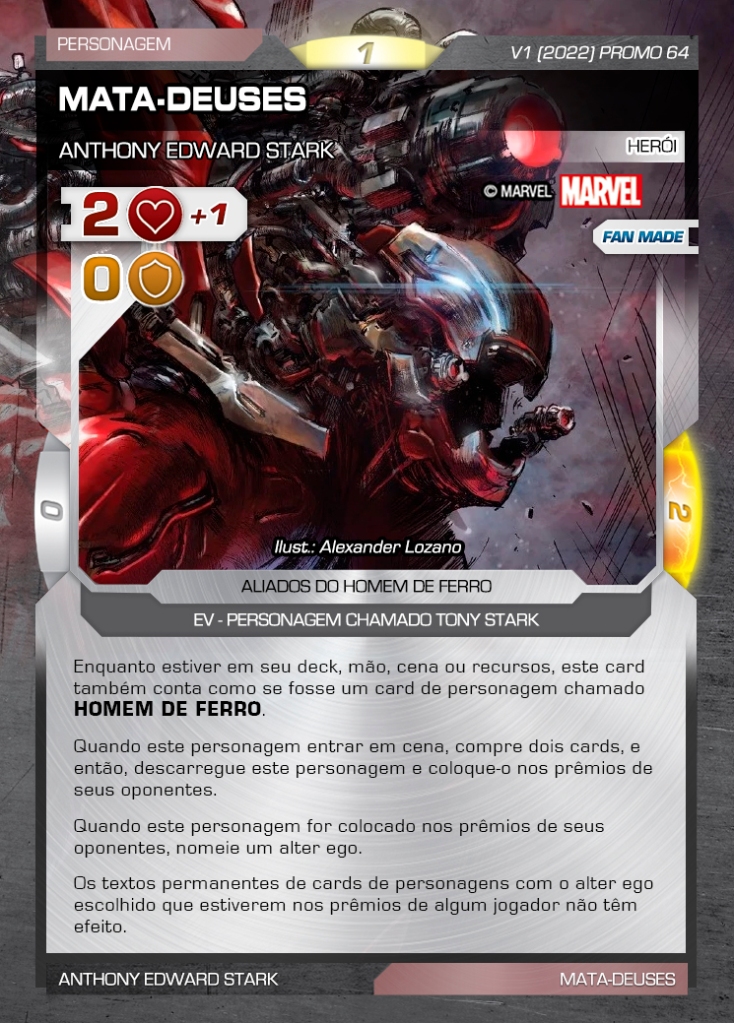 PERSONAGEM
1
V1 (2022) PROMO 64
MATA-DEUSES
ANTHONY EDWARD STARK
HERÓI
© MARVEL MARVEL
2 +1
FAN MADE
0
0
2
Ilust.: Alexander Lozano
ALIADOS DO HOMEM DE FERRO
EV - PERSONAGEM CHAMADO TONY STARK
Enquanto estiver em seu deck, mão, cena ou recursos, este card
também conta como se fosse um card de personagem chamado
HOMEM DE FERRO.
Quando este personagem entrar em cena, compre dois cards, e
então, descarregue este personagem e coloque-o nos prêmios de
seus oponentes.
Quando este personagem for colocado nos prêmios de seus
oponentes, nomeie um alter ego.
Os textos permanentes de cards de personagens com o alter ego
escolhido que estiverem nos prêmios de algum jogador não têm
efeito.
ANTHONY EDWARD STARK
MATA-DEUSES